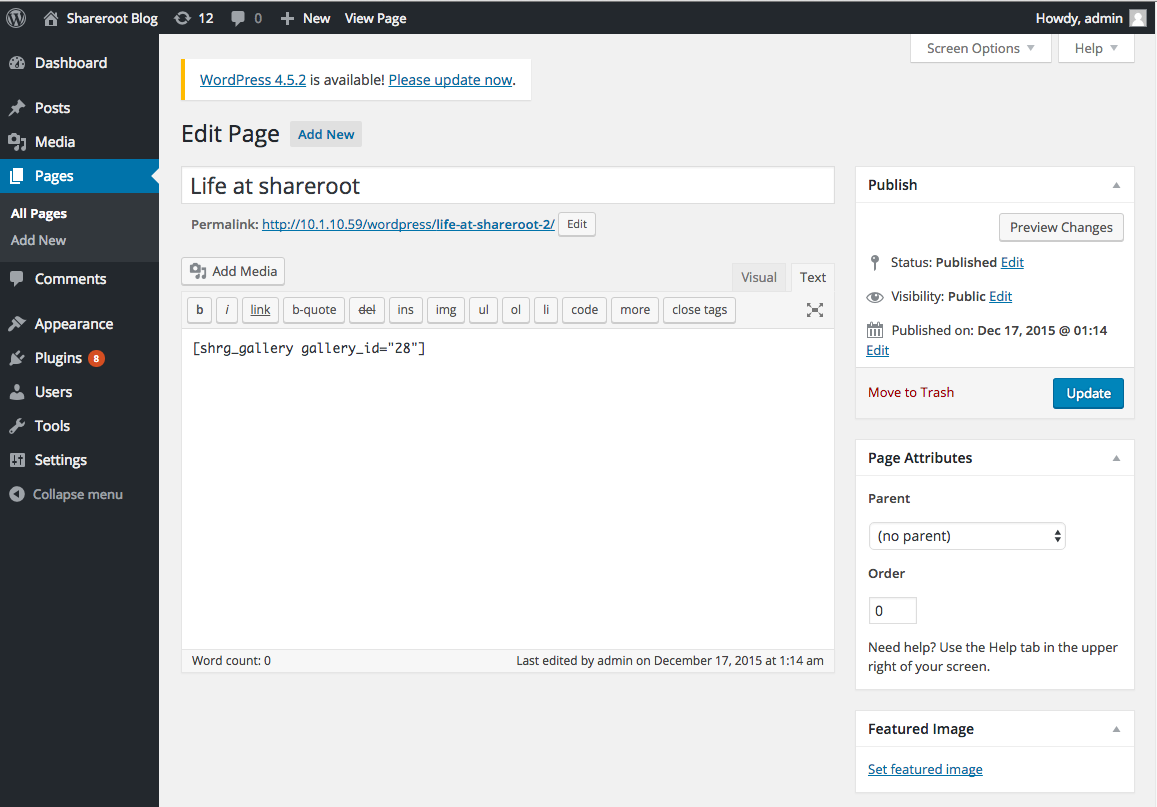 Shareroot Blog 12 0 New View Page Howdy, admin
Screen Options Help
Dashboard
Posts
Media
Pages
All Pages
Add New
Comments
Appearance
Plugins 8
Users
Tools
Settings
Collapse menu
WordPress 4.5.2 is available! Please update now.
Edit Page Add New
Life at shareroot
Permalink: http://10.1.10.59/wordpress/life-at-shareroot-2/ Edit
Add Media
Visual Text
b i link b-quote del ins img ul ol li code more close tags
[shrg_gallery gallery_id="28"]
Word count: 0 Last edited by admin on December 17, 2015 at 1:14 am
Publish
Preview Changes
Status: Published Edit
Visibility: Public Edit
Published on: Dec 17, 2015 @ 01:14
Edit
Move to Trash Update
Page Attributes
Parent
(no parent)
Order
0
Need help? Use the Help tab in the upper
right of your screen.
Featured Image
Set featured image